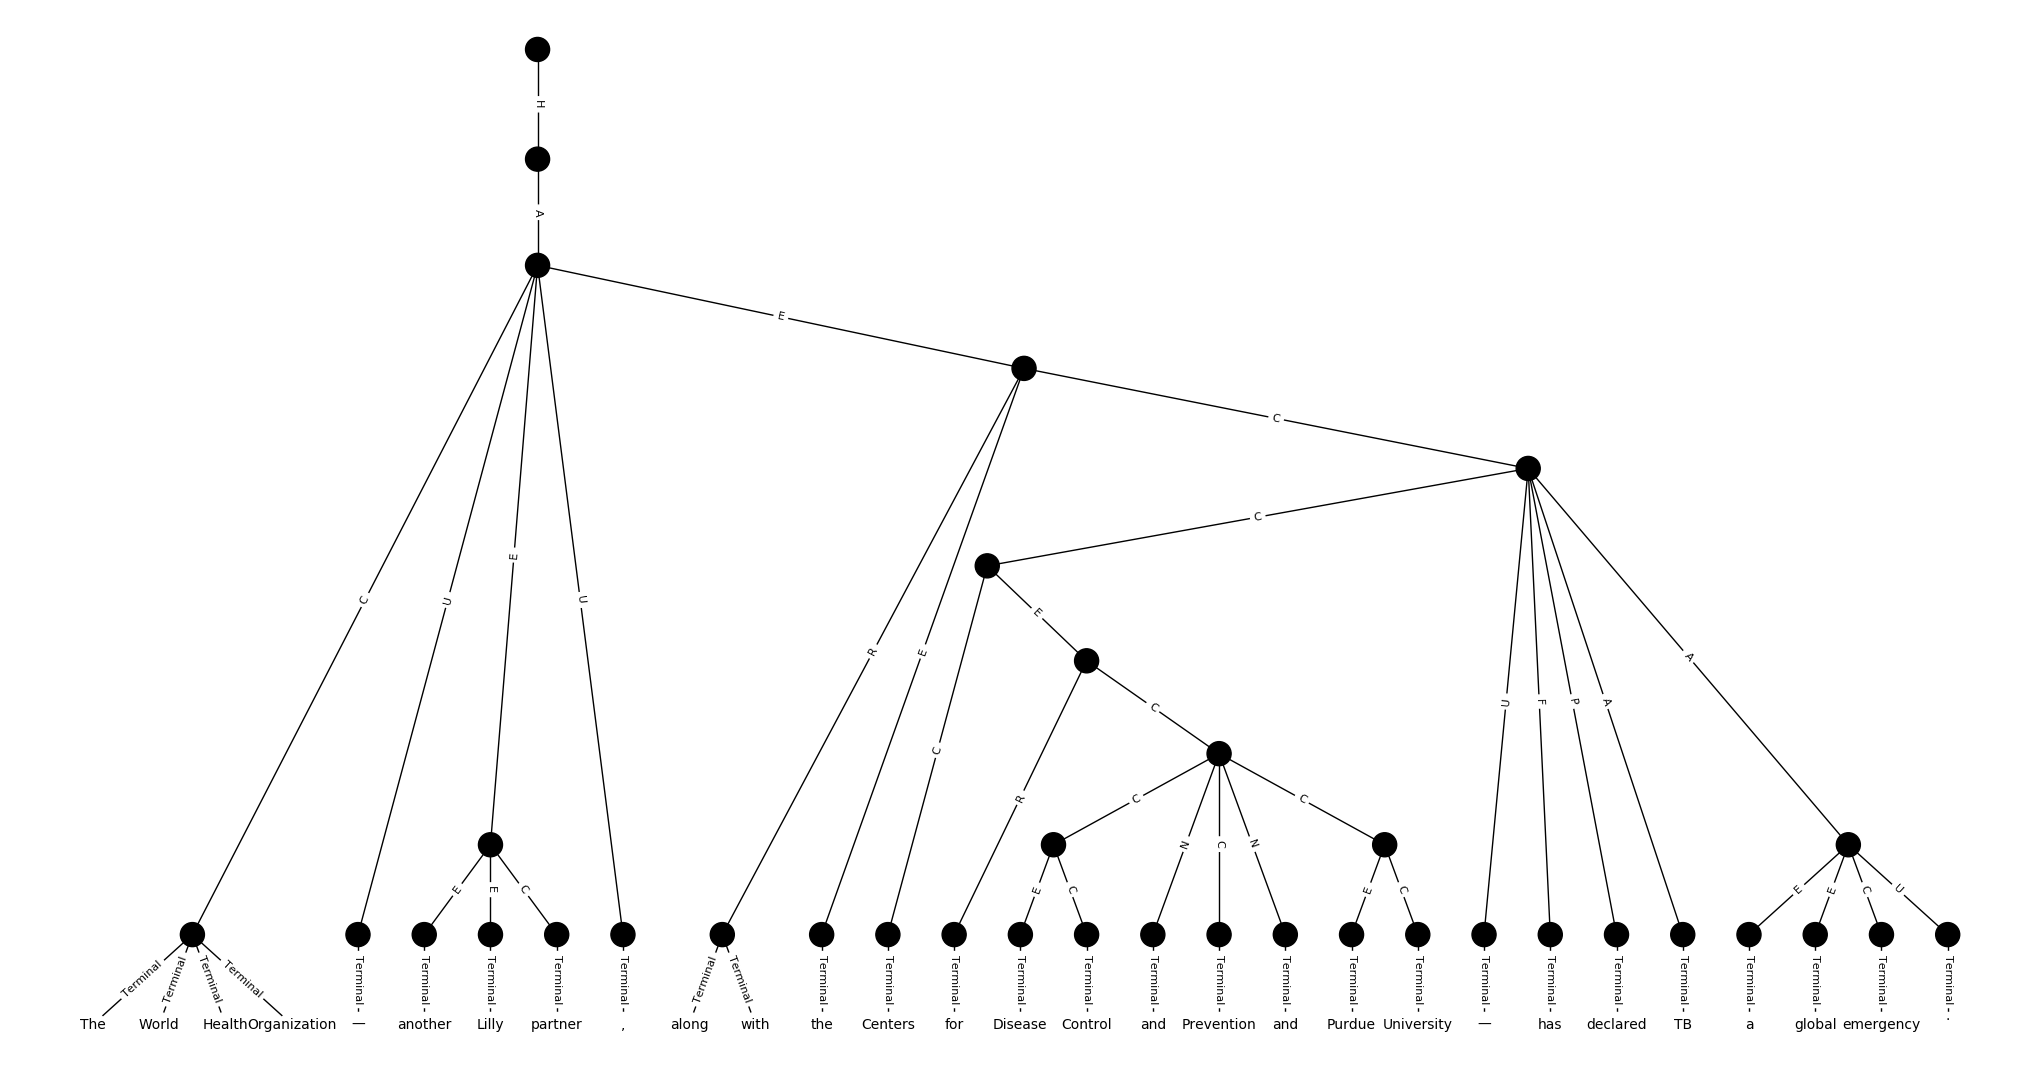 H
A
E
C
C
E
C
U
E
U
R
E
C
E
C
R
C
N
C
N
C
U
F
P
A
A
E
E
C
E
C
E
C
E
E
C
U
Terminal Terminal Terminal Terminal Terminal Terminal Terminal Terminal Terminal Terminal Terminal Terminal Terminal Terminal Terminal Terminal Terminal Terminal Terminal Terminal Terminal Terminal Terminal Terminal Terminal Terminal Terminal Terminal Terminal
The World Health Organization — another Lilly partner , along with the Centers for Disease Control and Prevention and Purdue University — has declared TB a global emergency .